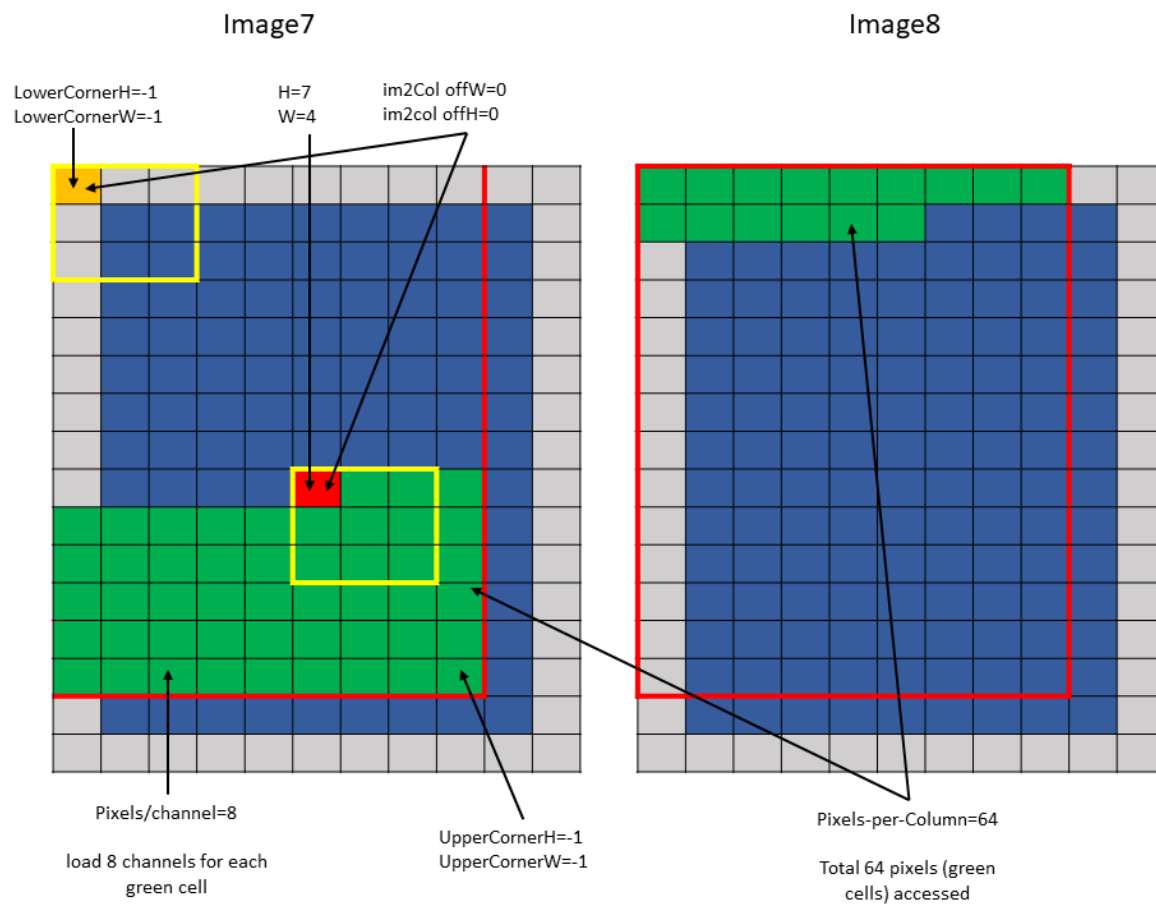 Image7
Image8
LowerCornerH=-1
LowerCornerW=-1
H=7
W=4
im2Col offW=0
im2col offH=0
Pixels/channel=8
load 8 channels for each
green cell
UpperCornerH=-1
UpperCornerW=-1
Pixels-per-Column=64
Total 64 pixels (green
cells) accessed